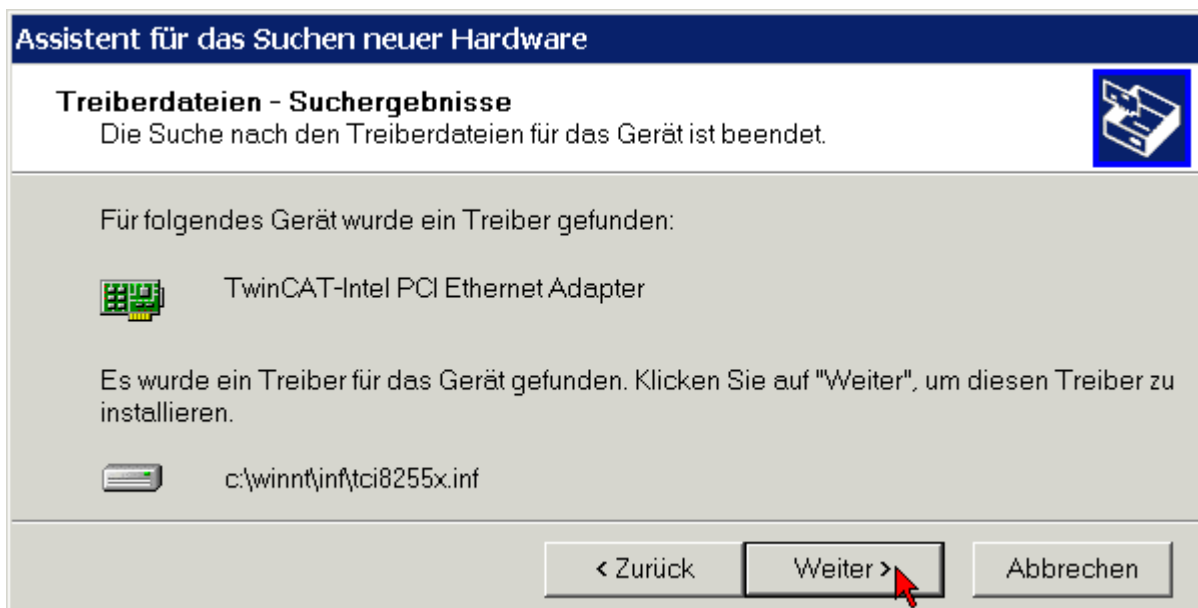 Assistent für das Suchen neuer Hardware
Treiberdateien - Suchergebnisse
Die Suche nach den Treiberdateien für das Gerät ist beendet.
Für folgendes Gerät wurde ein Treiber gefunden:
TwinCAT-Intel PCI Ethernet Adapter
Es wurde ein Treiber für das Gerät gefunden. Klicken Sie auf "Weiter", um diesen Treiber zu
installieren.
c:\winnt\inf\tci8255x.inf
< Zurück Weiter > Abbrechen